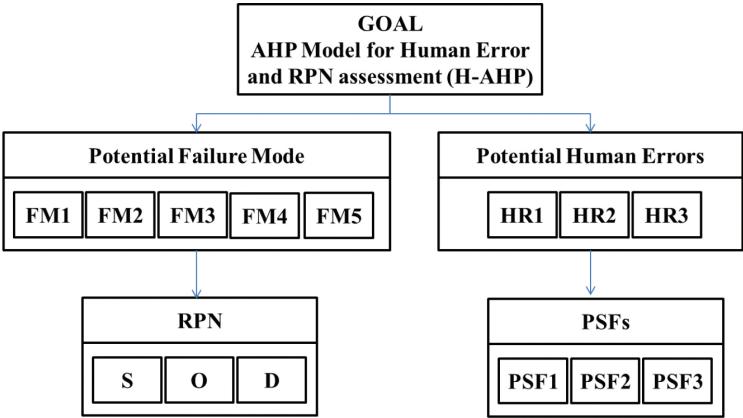 GOAL
AHP Model for Human Error
and RPN assessment (H-AHP)
Potential Failure Mode
FM1 FM2 FM3 FM4 FM5
Potential Human Errors
HR1 HR2 HR3
RPN
S O D
PSFs
PSF1 PSF2 PSF3